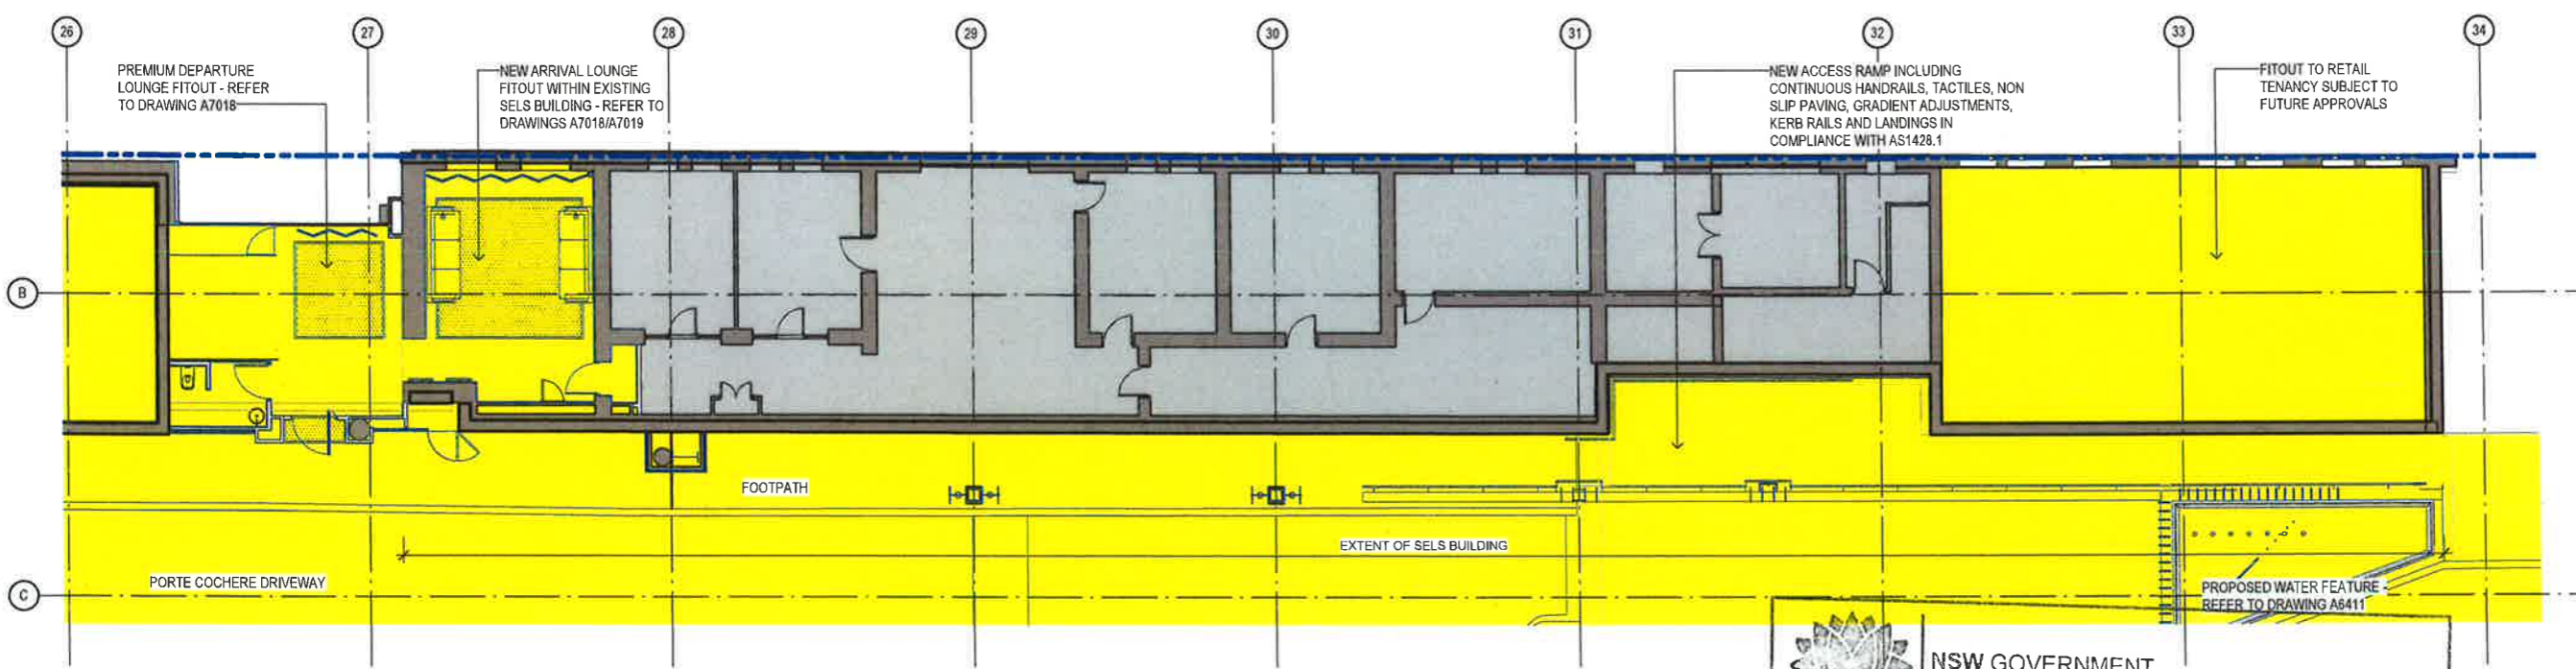 26
27
28
29
30
31
32
33
34
PREMIUM DEPARTURE
LOUNGE FITOUT - REFER
TO DRAWING A7018
NEW ARRIVAL LOUNGE
FITOUT WITHIN EXISTING
SELS BUILDING - REFER TO
DRAWINGS A7018/A7019
NEW ACCESS RAMP INCLUDING
CONTINUOUS HANDRAILS, TACTILES, NON
SLIP PAVING, GRADIENT ADJUSTMENTS,
KERB RAILS AND LANDINGS IN
COMPLIANCE WITH AS1428.1
FITOUT TO RETAIL
TENANCY SUBJECT TO
FUTURE APPROVALS
B
FOOTPATH
EXTENT OF SELS BUILDING
PORTE COCHERE DRIVEWAY
C
PROPOSED WATER FEATURE -
REFER TO DRAWING A6411
NSW GOVERNMENT